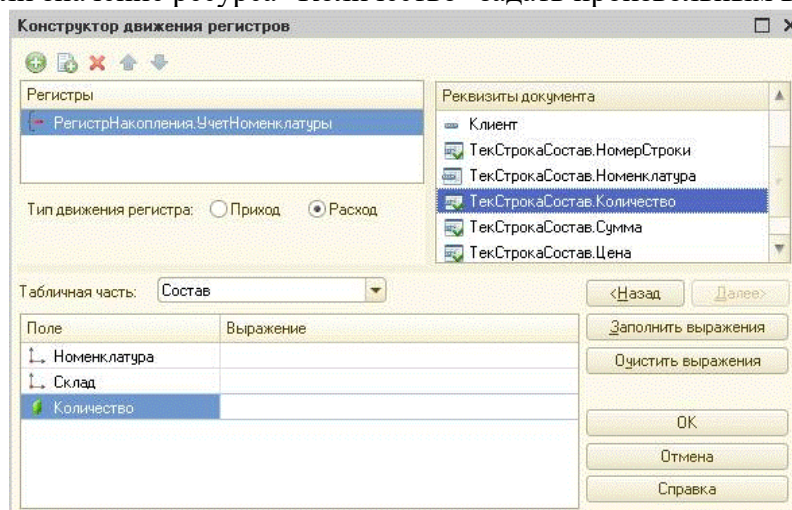 Конструктор движения регистров
Регистры
РегистрНакопления.УчетНоменклатуры
Реквизиты документа
Клиент
ТекСтрокаСостав.НомерСтроки
ТекСтрокаСостав.Номенклатура
ТекСтрокаСостав.Количество
ТекСтрокаСостав.Сумма
ТекСтрокаСостав.Цена
Тип движения регистра: Приход Расход
Табличная часть: Состав
<Назад Далее>
Поле Выражение
Номенклатура
Склад
Количество
Заполнить выражения
Очистить выражения
OK
Отмена
Справка